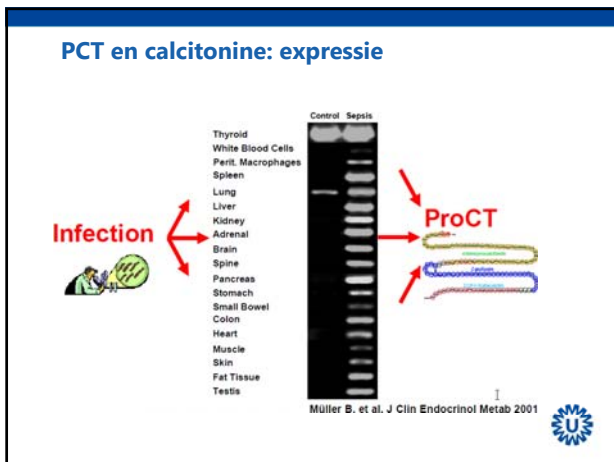 PCT en calcitonine: expressie
Control Sepsis
Thyroid
White Blood Cells
Perit. Macrophages
Spleen
Lung
Liver
Kidney
Adrenal
Brain
Spine
Pancreas
Stomach
Small Bowel
Colon
Heart
Muscle
Skin
Fat Tissue
Testis
Infection
ProCT
Müller B. et al. J Clin Endocrinol Metab 2001
U